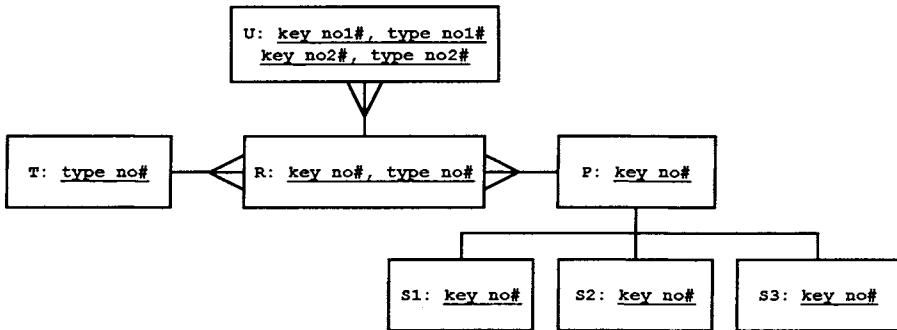 U: key no1#, type no1#
key no2#, type no2#
T: type no#
R: key no#, type no#
P: key no#
S1: key no#
S2: key no#
S3: key no#